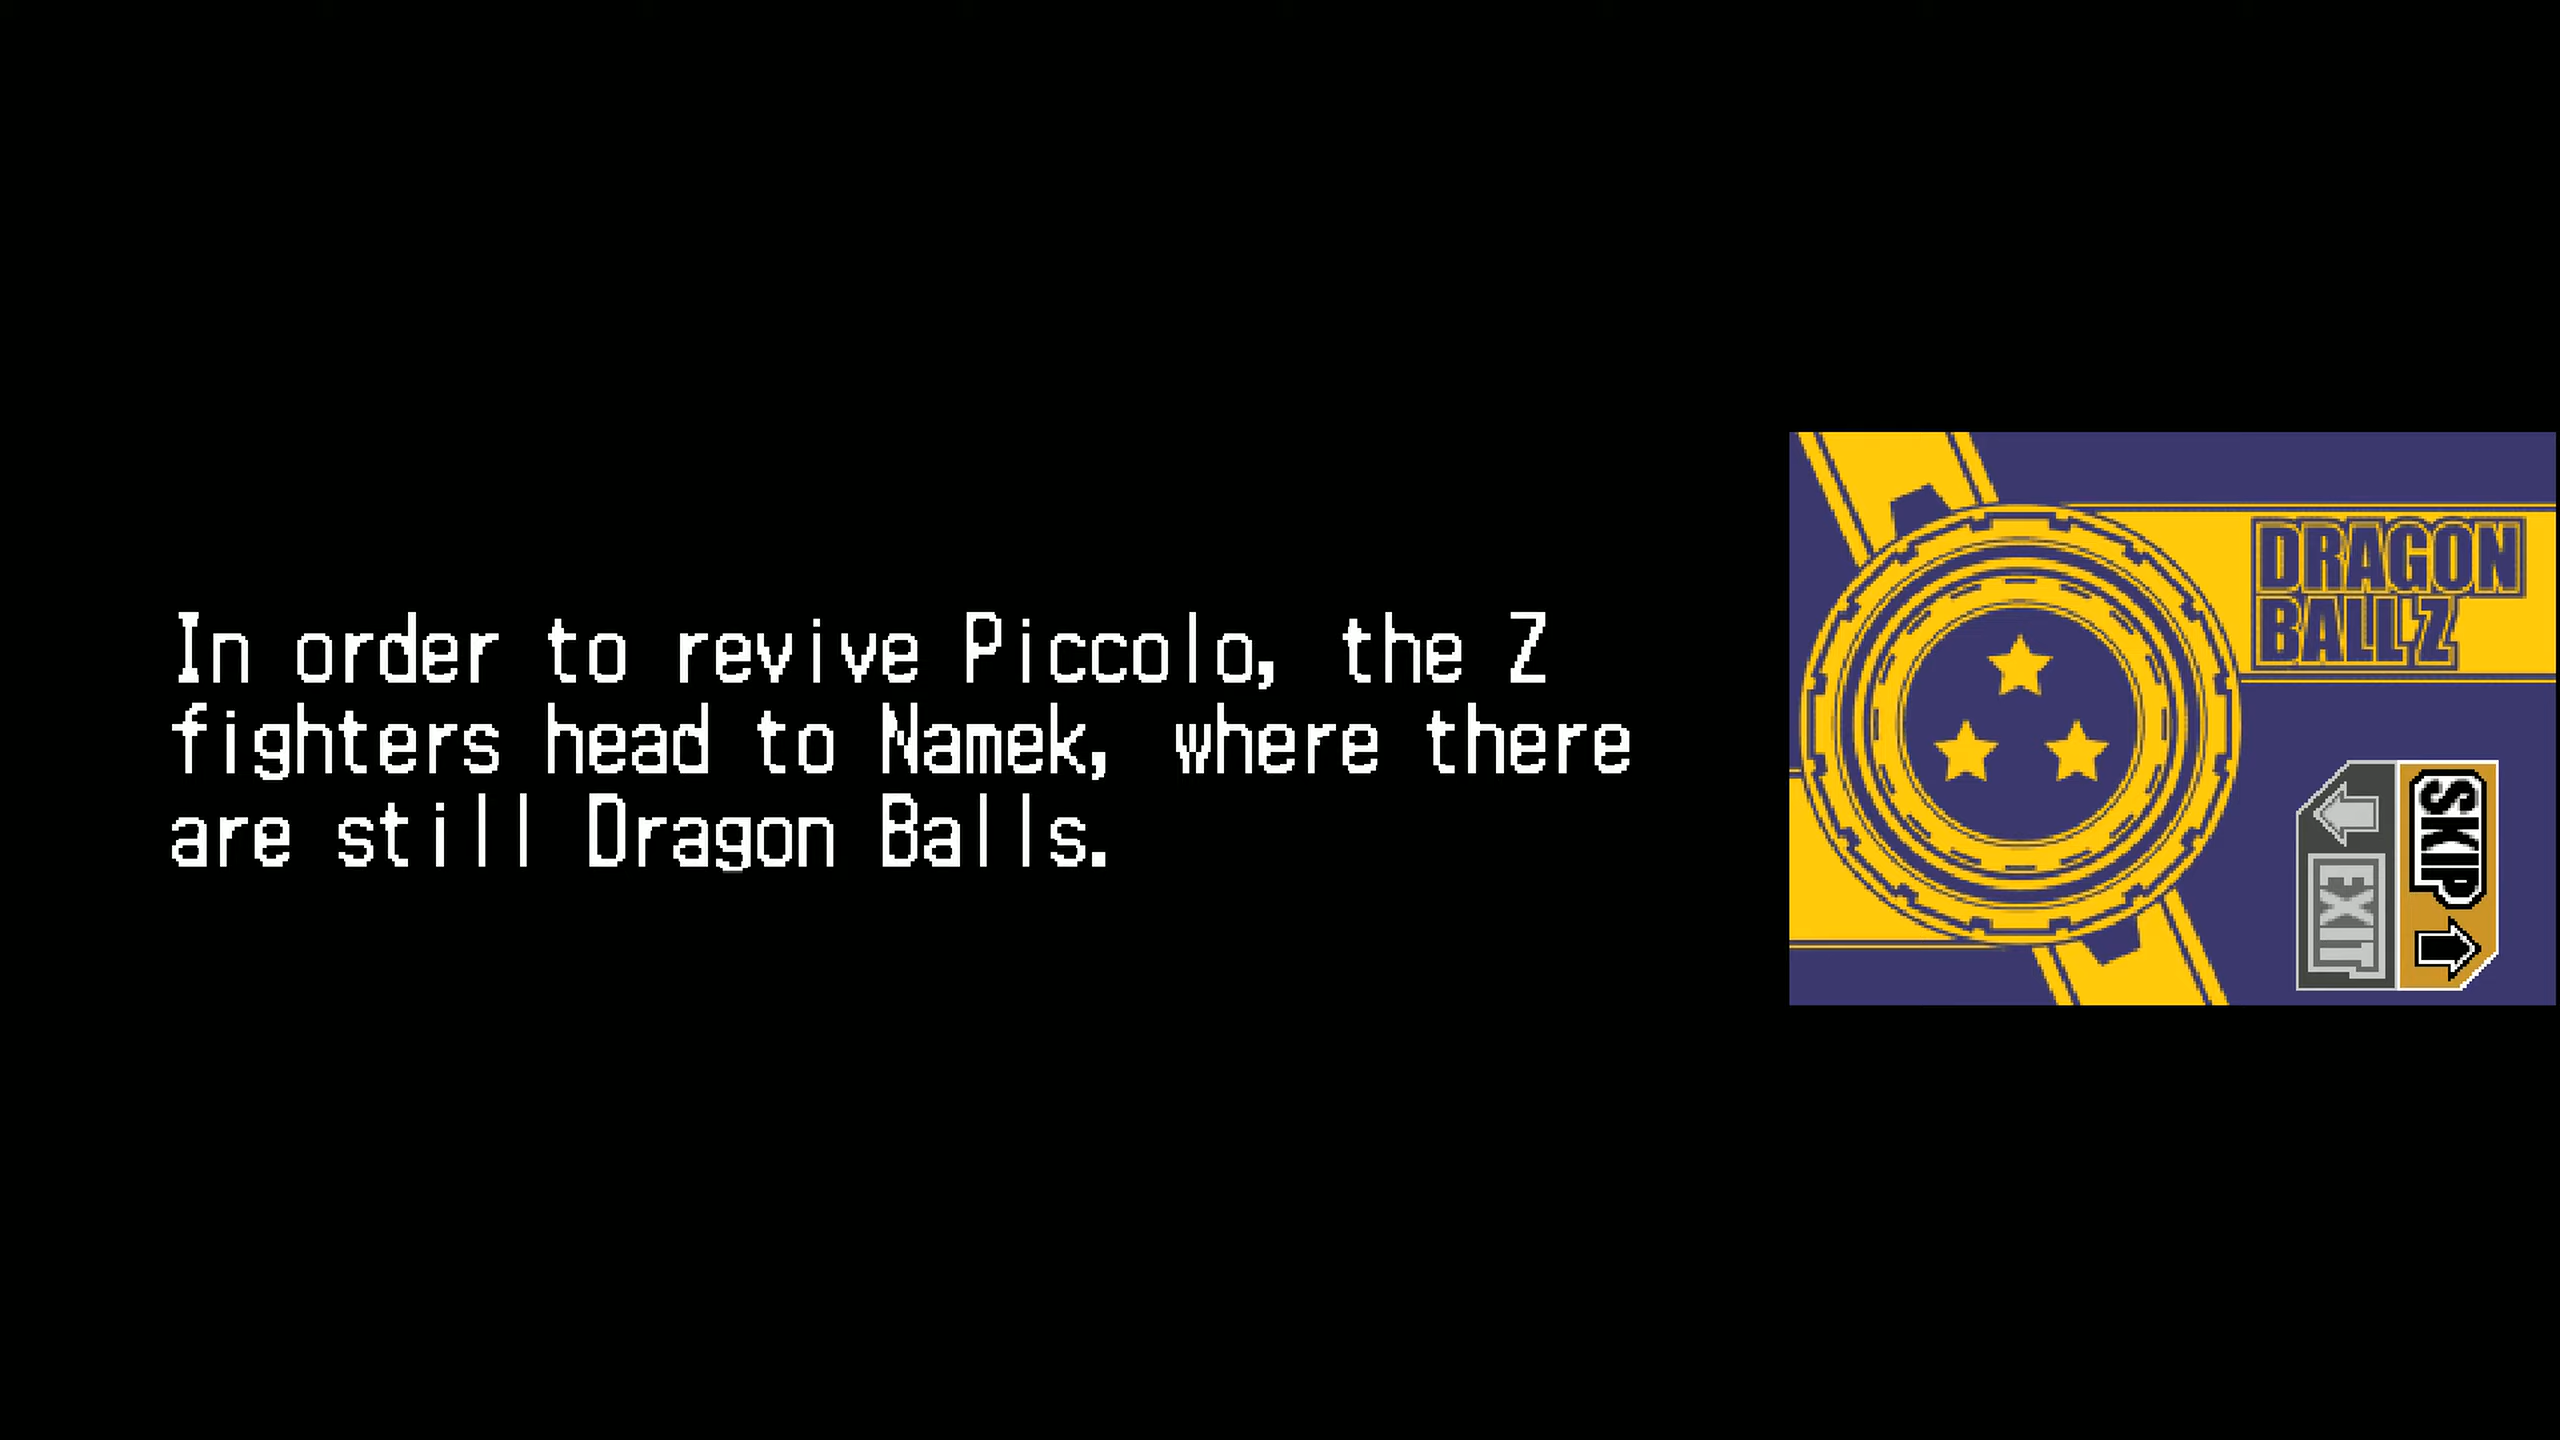 In order to revive Piccolo, the Z
fighters head to Namek, where there
are still Dragon Balls.
DRAGON
BALL Z
SKIP
EXIT